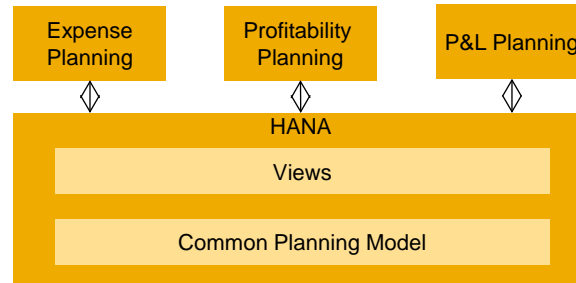 Expense
Planning
Profitability
Planning
P&L Planning
HANA
Views
Common Planning Model